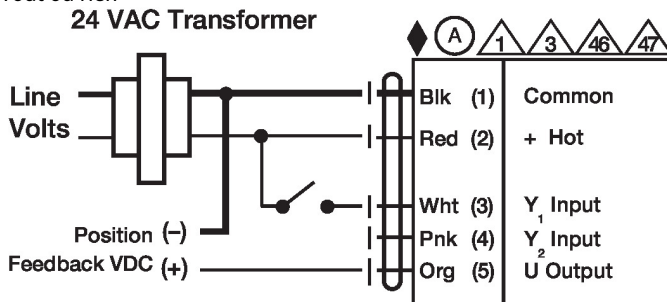 24 VAC Transformer
A 1 3 46 47
Line
Volts
Blk (1) Common
Red (2) + Hot
Wht (3) Y1 Input
Pnk (4) Y2 Input
Org (5) U Output
Position (–)
Feedback VDC (+)